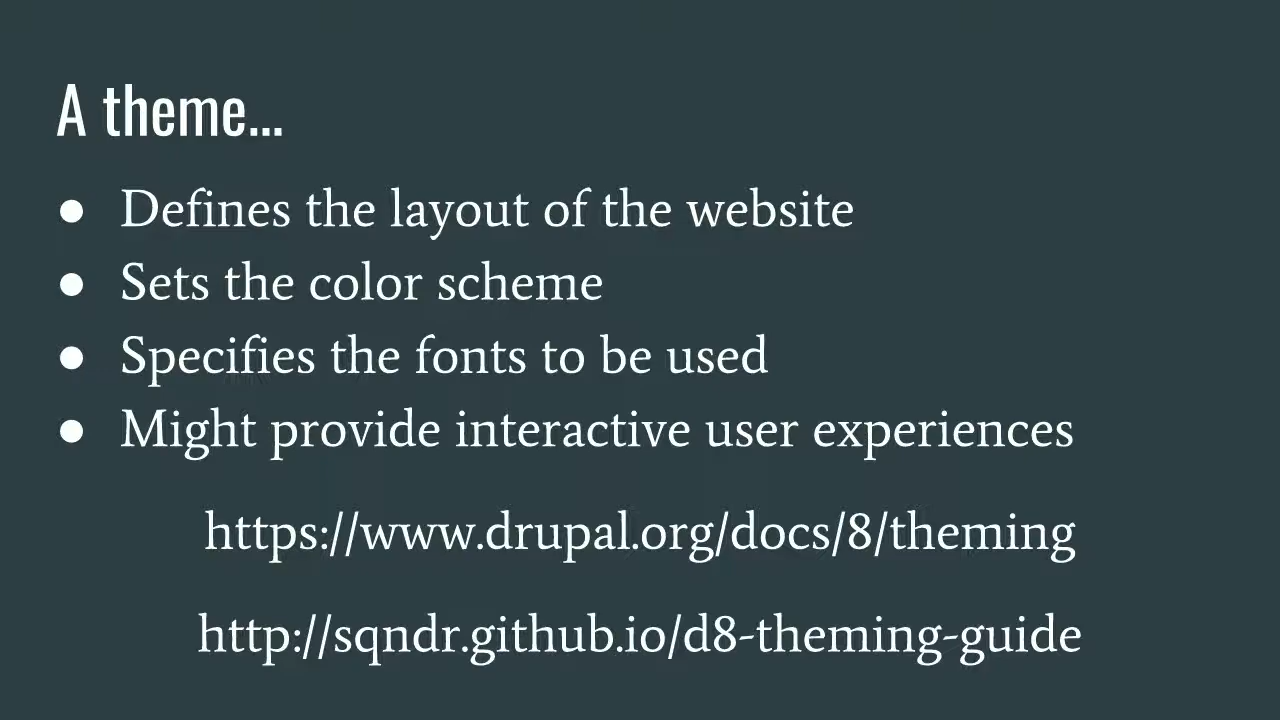 A theme...
● Defines the layout of the website
● Sets the color scheme
● Specifies the fonts to be used
● Might provide interactive user experiences
https://www.drupal.org/docs/8/theming
http://sqndr.github.io/d8-theming-guide